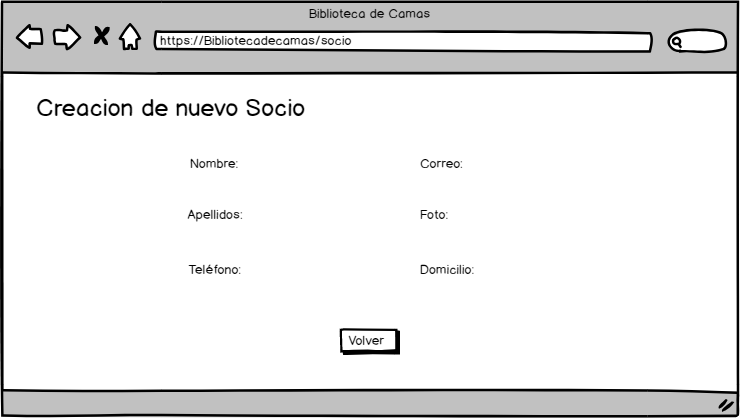 Biblioteca de Camas
https://Bibliotecadecamas/socio
Creacion de nuevo Socio
Nombre: Correo:
Apellidos: Foto:
Teléfono: Domicilio:
Volver